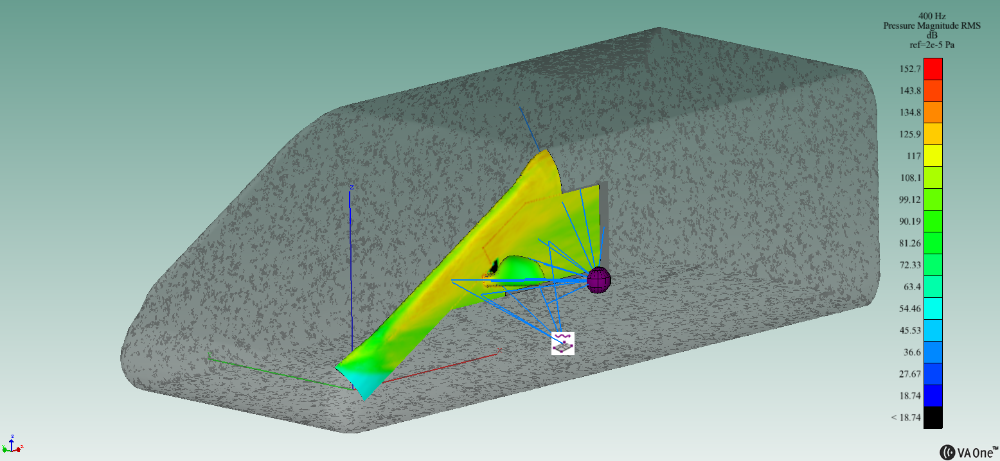 400 Hz
Pressure Magnitude RMS
dB
ref=2e-5 Pa
152.7
143.8
134.8
125.9
117
108.1
99.12
90.19
81.26
72.33
63.4
54.46
45.53
36.6
27.67
18.74
< 18.74
z
x
z
Y
x
VA One™